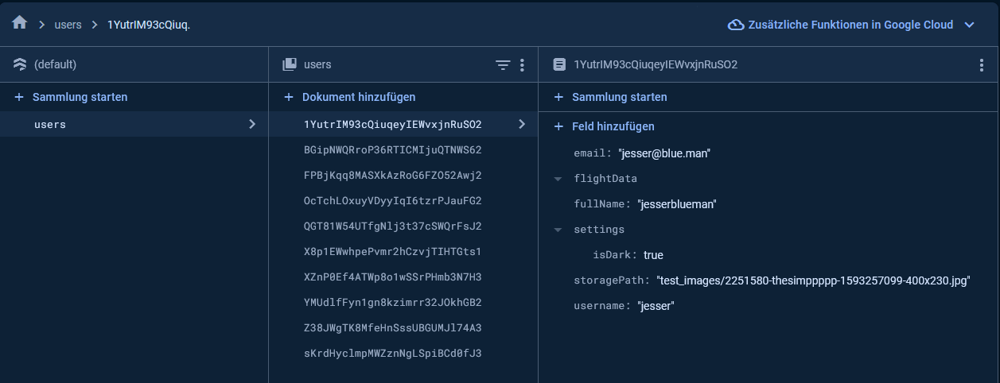 users
1YutrIM93cQiuq.
Zusätzliche Funktionen in Google Cloud
(default)
users
1YutrIM93cQiuqeyIEWvxjnRuSO2
Sammlung starten
Dokument hinzufügen
Sammlung starten
users
1YutrIM93cQiuqeyIEWvxjnRuSO2
BGipNWQRroP36RTICMIjuQTNWS62
FPBjKqq8MASXkAzRoG6FZO52Awj2
OcTchLOxuyVDyyIqI6tzrPJauFG2
QGT81W54UTfgNlj3t37cSWQrFsJ2
X8p1EWwhpePvmr2hCzvjTIHTGts1
XZnP0Ef4ATWp8o1wSSrPHmb3N7H3
YMUdlfFyn1gn8kzimrr32JOkhGB2
Z38JWgTK8MfeHnSssUBGUMJl74A3
sKrdHyclmpMWZznNgLSpiBCd0fJ3
Feld hinzufügen
email: "jesser@blue.man"
flightData
fullName: "jesserblueman"
settings
isDark: true
storagePath: "test_images/2251580-thesimppppp-1593257099-400x230.jpg"
username: "jesser"